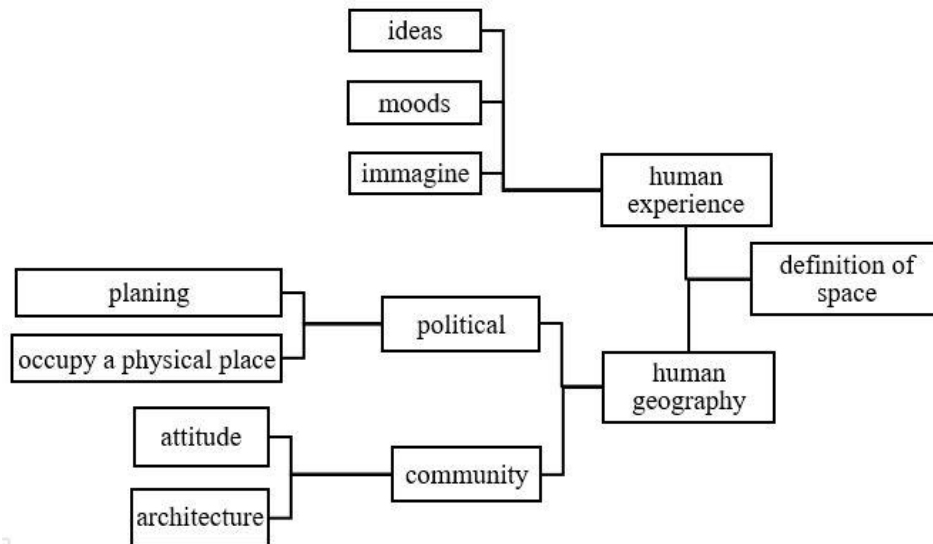 ideas
moods
immagine
human
experience
definition of
space
planing
political
occupy a physical place
human
geography
attitude
community
architecture